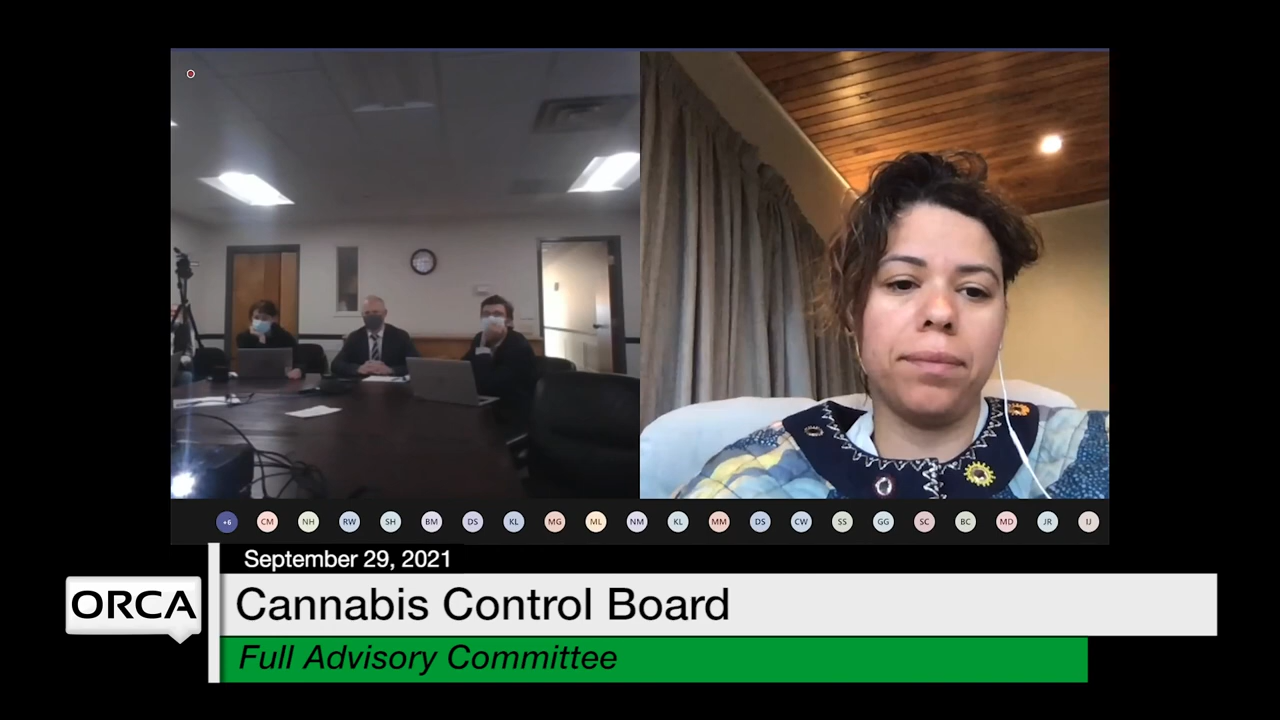 +6 CM NH RW SH BM DS KL MG ML NM KL MM DS CW SS GG SC BC MD JR U
September 29, 2021
ORCA
Cannabis Control Board
Full Advisory Committee